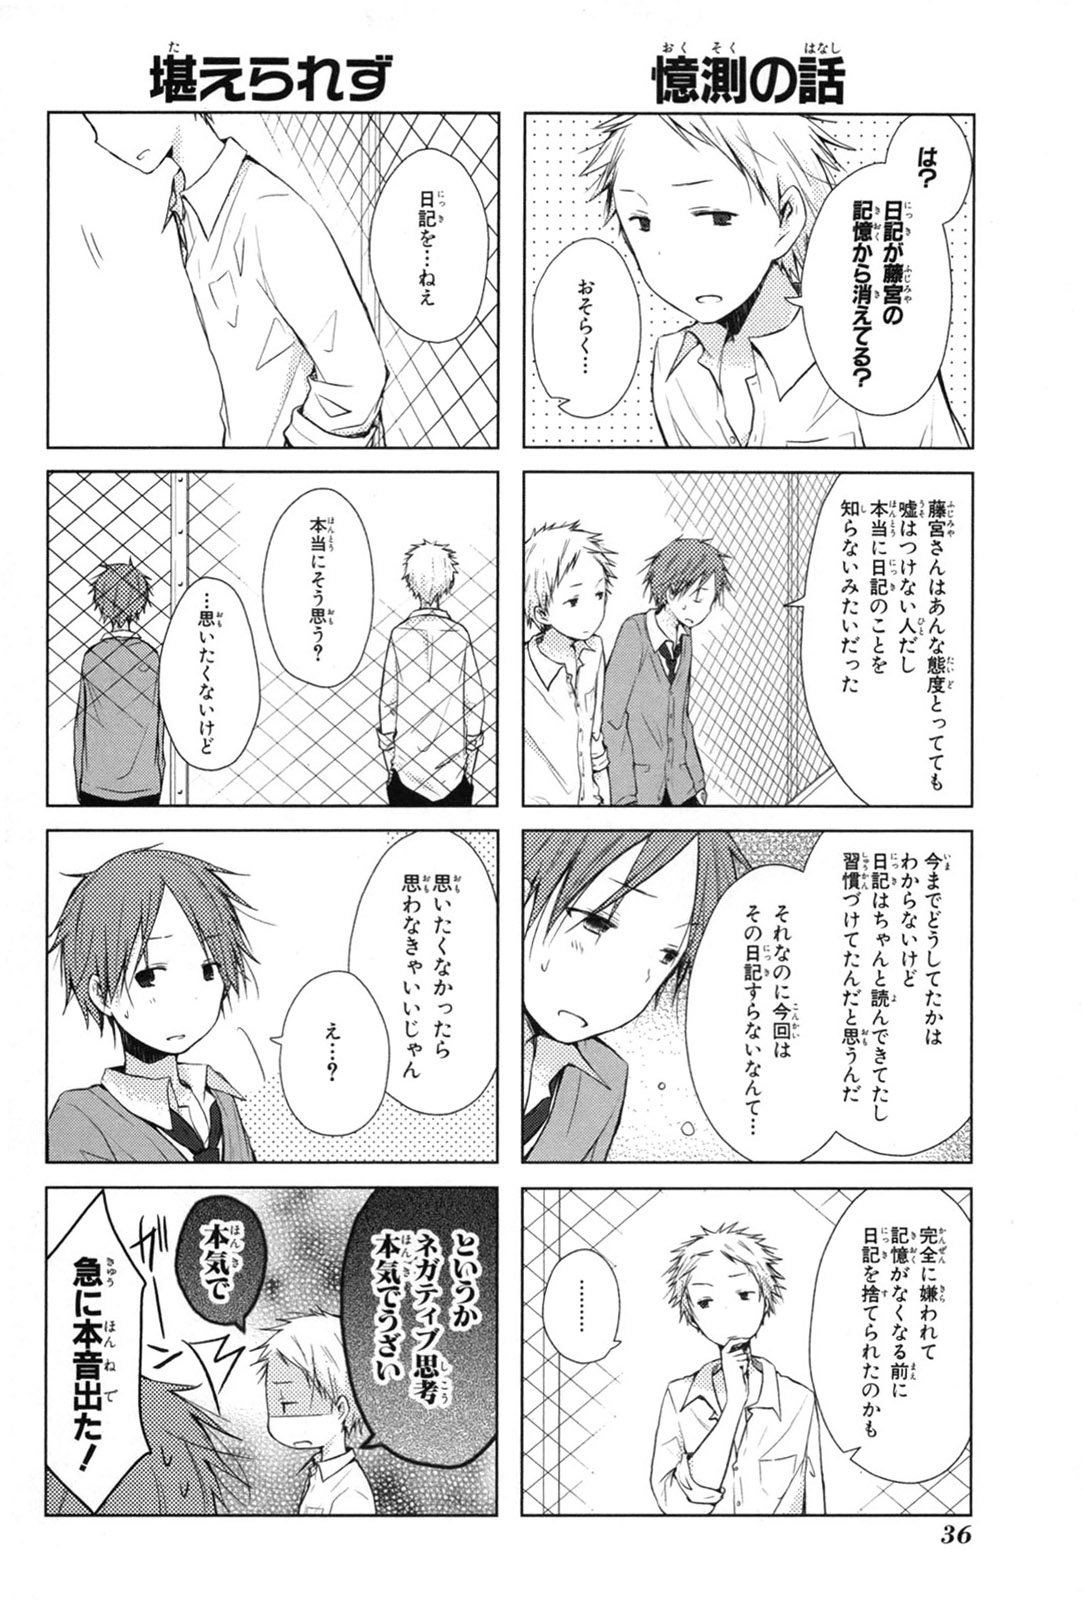 憶測の話
は？
日記が藤宮の
記憶から消えてる？
おそらく…
藤宮さんはあんな態度とってても
嘘はつけない人だし
本当に日記のことを
知らないみたいだった
今までどうしてたかは
わからないけど
日記はちゃんと読んできてたし
習慣づけてたんだと思うんだ
それなのに今回は
その日記すらないなんて…
完全に嫌われて
記憶がなくなる前に
日記を捨てられたのかも
………
堪えられず
日記を…ねえ
本当にそう思う？
…思いたくないけど
思いたくなかったら
思わなきゃいいじゃん
え…？
というか
ネガティブ思考
本気でうざい
本気で
ガーン
急に本音出た！
36